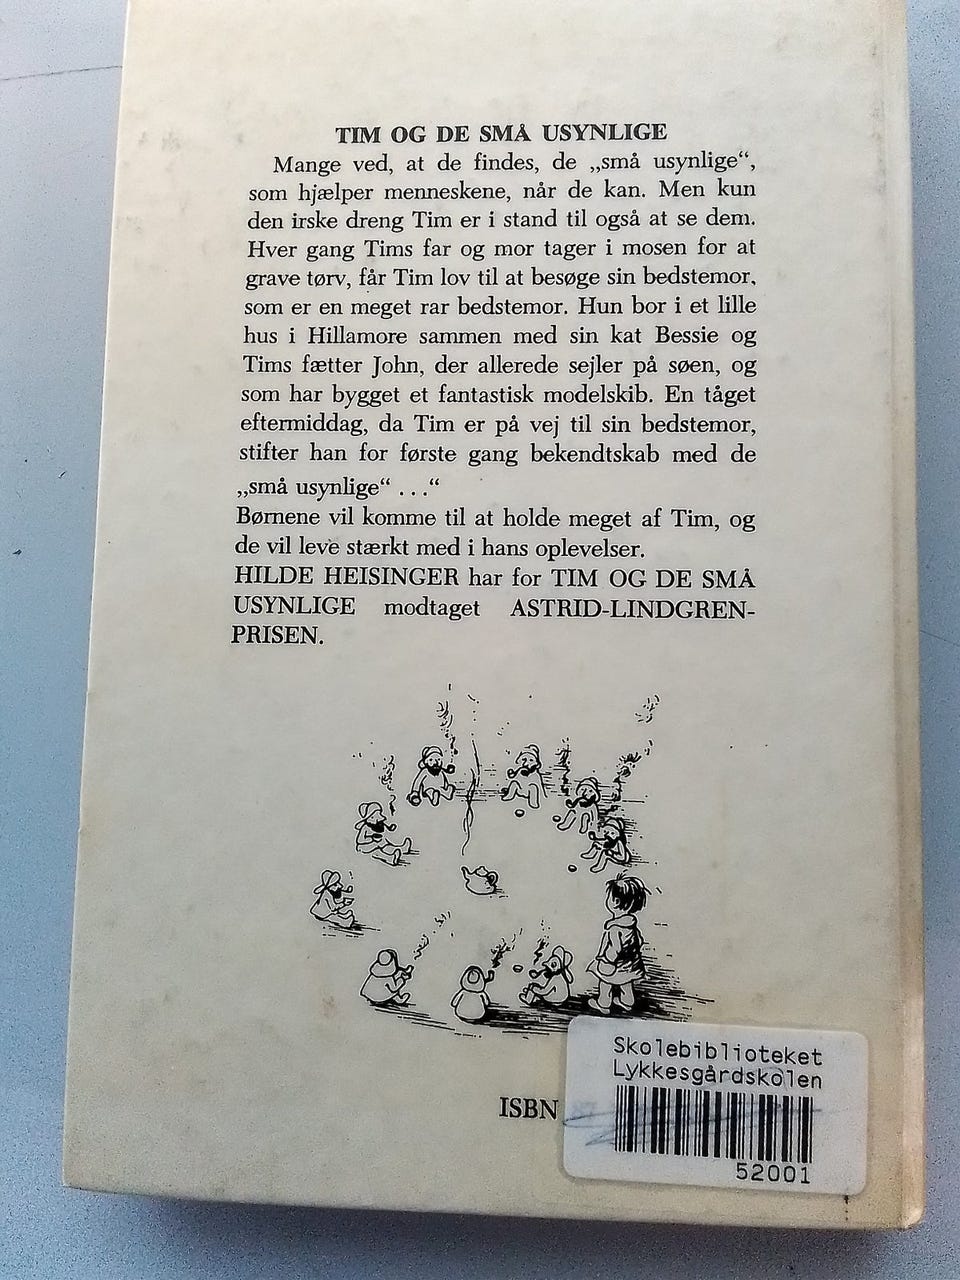 TIM OG DE SMÅ USYNLIGE
Mange ved, at de findes, de „små usynlige“,
som hjælper menneskene, når de kan. Men kun
den irske dreng Tim er i stand til også at se dem.
Hver gang Tims far og mor tager i mosen for at
grave tørv, får Tim lov til at besøge sin bedstemor,
som er en meget rar bedstemor. Hun bor i et lille
hus i Hillamore sammen med sin kat Bessie og
Tims fætter John, der allerede sejler på søen, og
som har bygget et fantastisk modelskib. En tåget
eftermiddag, da Tim er på vej til sin bedstemor,
stifter han for første gang bekendtskab med de
„små usynlige“ . . .“
Børnene vil komme til at holde meget af Tim, og
de vil leve stærkt med i hans oplevelser.
HILDE HEISINGER har for TIM OG DE SMÅ
USYNLIGE modtaget ASTRID-LINDGREN-
PRISEN.
Skolebiblioteket
Lykkesgårdskolen
ISBN
52001